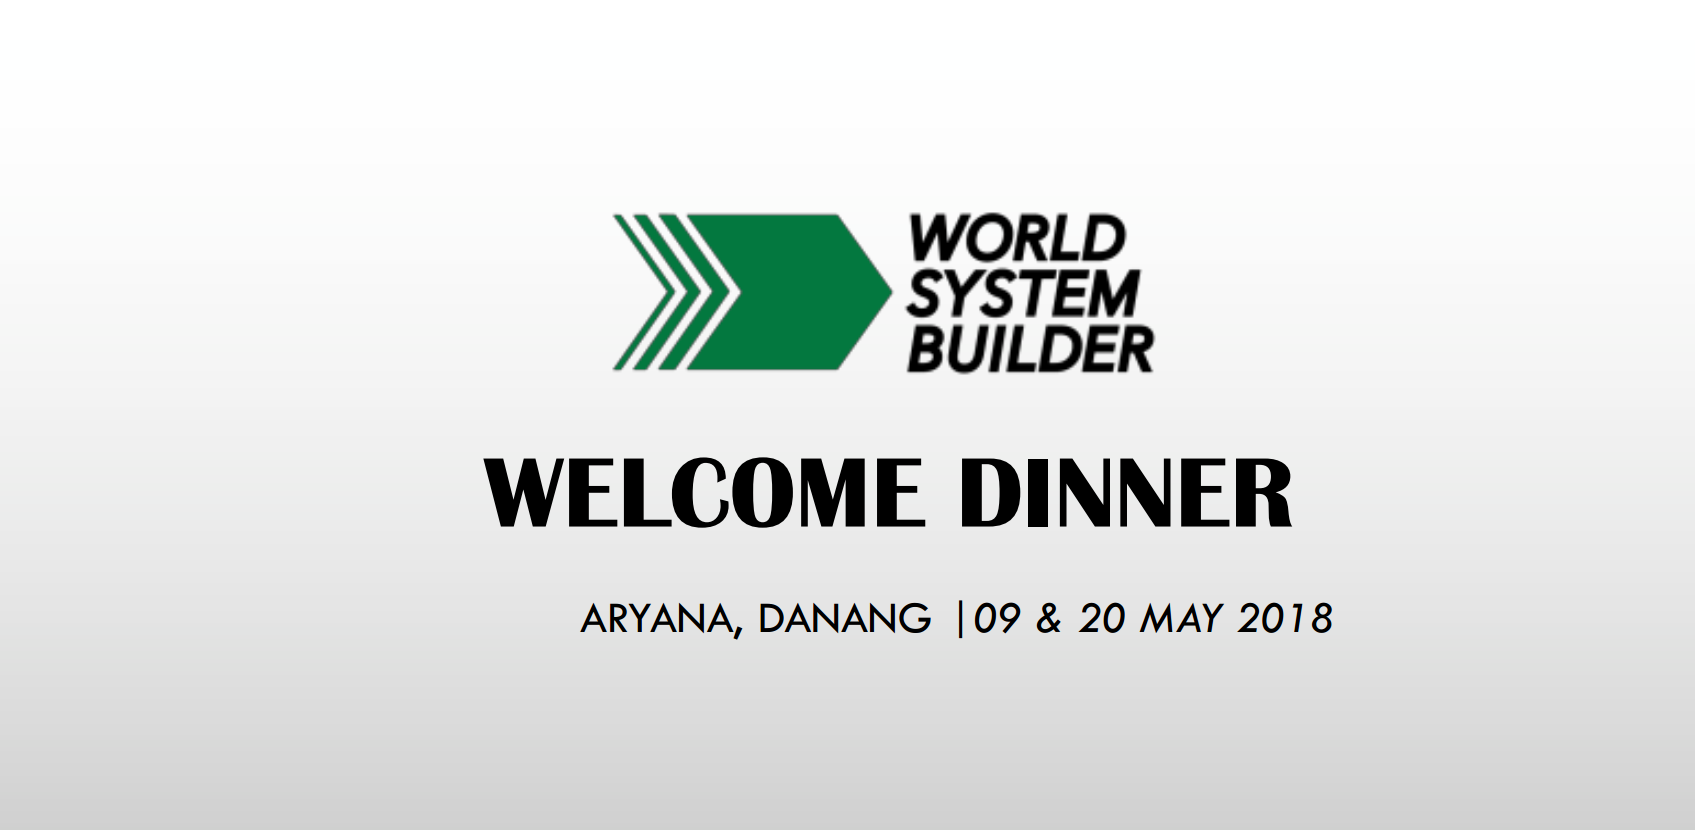 WORLD
SYSTEM
BUILDER
WELCOME DINNER
ARYANA, DANANG |09 & 20 MAY 2018